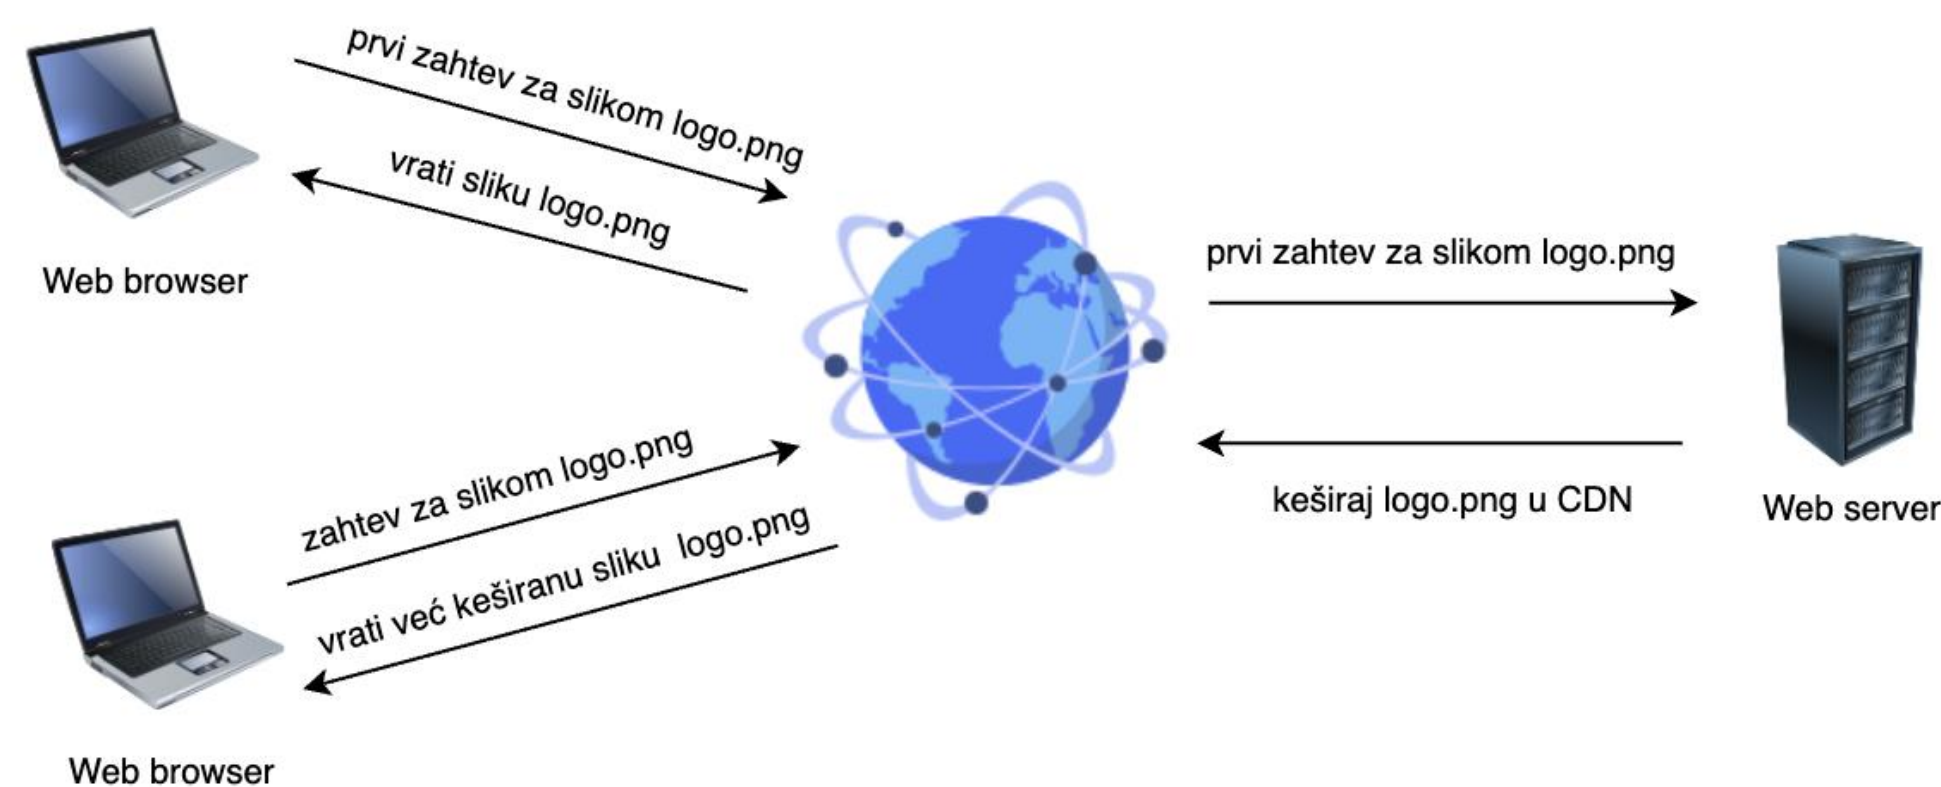 prvi zahtev za slikom logo.png
vrati sliku logo.png
Web browser
prvi zahtev za slikom logo.png
keširaj logo.png u CDN
Web server
zahtev za slikom logo.png
vrati već keširanu sliku logo.png
Web browser